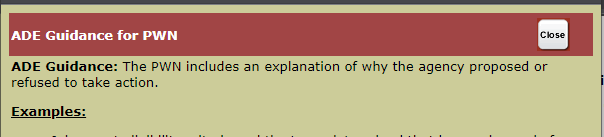 ADE Guidance for PWN
Close
ADE Guidance: The PWN includes an explanation of why the agency proposed or
refused to take action.
Examples: